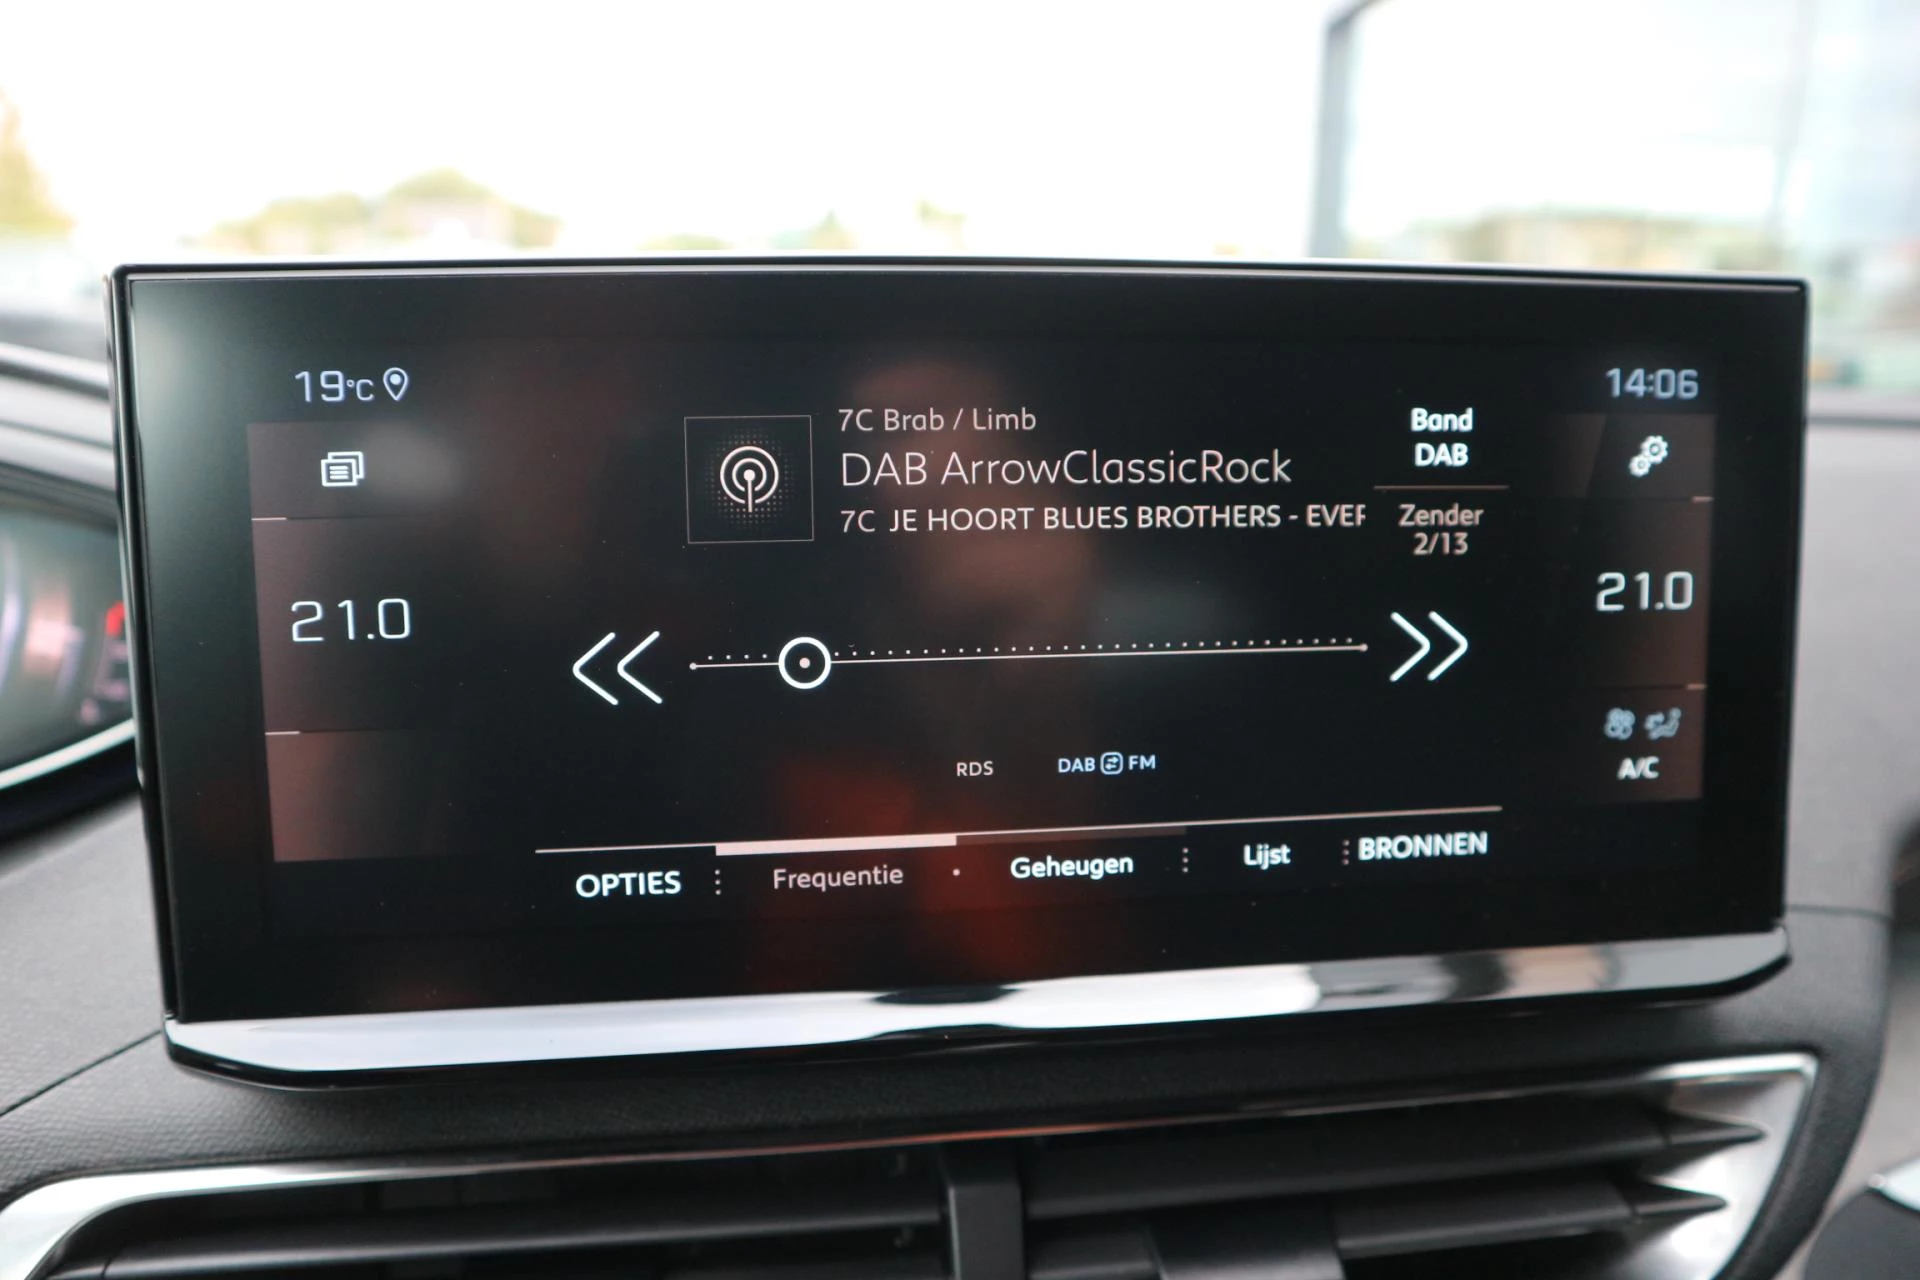 19°C
14:06
7C Brab / Limb
DAB ArrowClassicRock
7C JE HOORT BLUES BROTHERS - EVER
Band
DAB
Zender
2/13
21.0
21.0
RDS
DAB FM
A/C
OPTIES
Frequentie
Geheugen
Lijst
BRONNEN